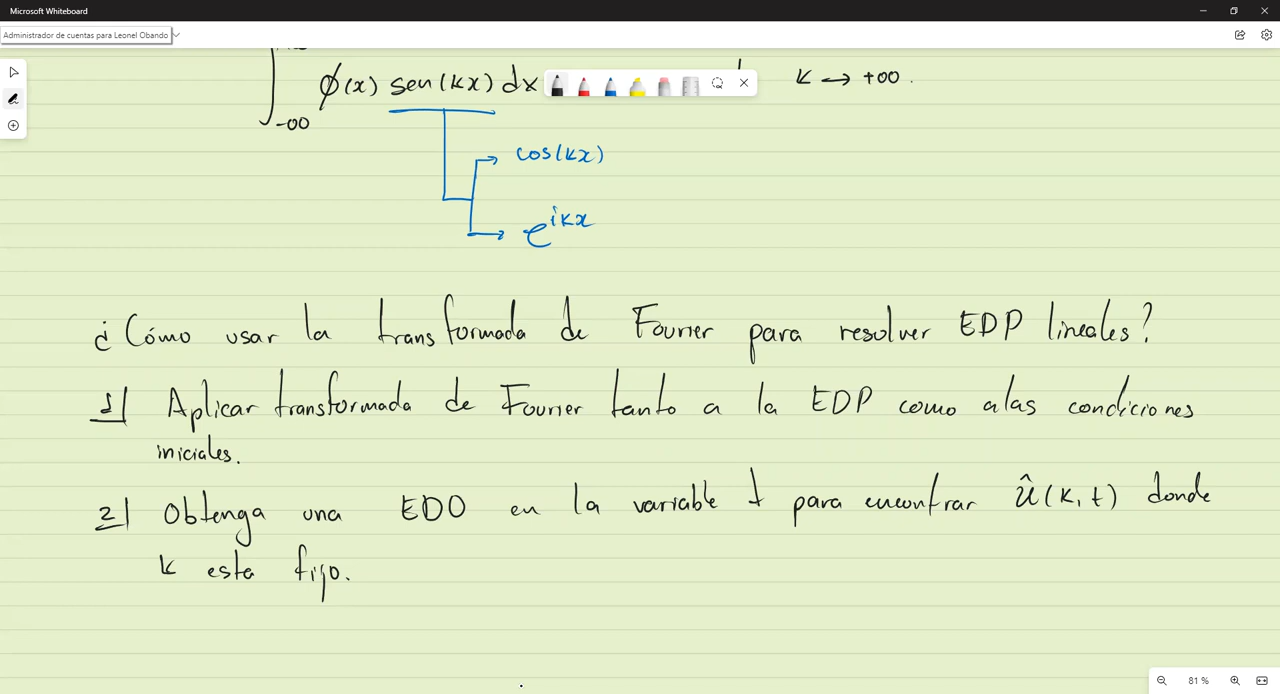 Microsoft Whiteboard
Administrador de cuentas para Leonel Obando
∫ -∞ ϕ(x) sen(kx) dx k → +∞.
cos(kx)
e^{ikx}
¿Cómo usar la transformada de Fourier para resolver EDP lineales?
1| Aplicar transformada de Fourier tanto a la EDP como a las condiciones
iniciales.
2| Obtenga una EDO en la variable t para encontrar û(k,t) donde
k esta fijo.
81 %